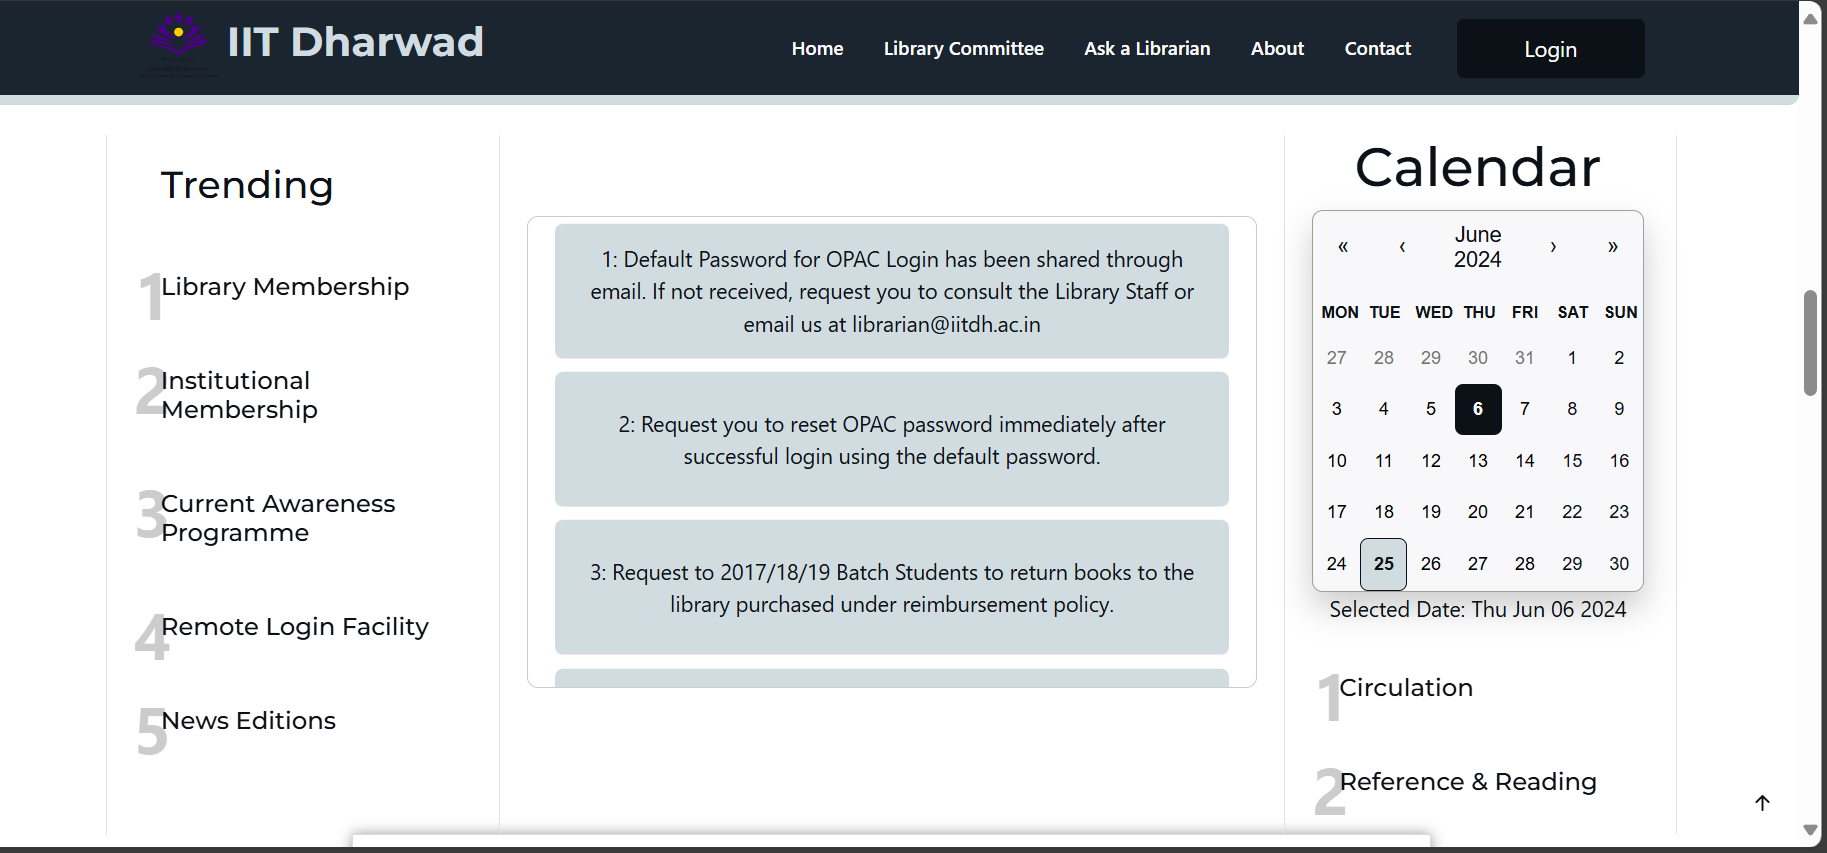 IIT Dharwad
Home
Library Committee
Ask a Librarian
About
Contact
Login
Trending
1
Library Membership
2
Institutional
Membership
3
Current Awareness
Programme
4
Remote Login Facility
5
News Editions
1: Default Password for OPAC Login has been shared through
email. If not received, request you to consult the Library Staff or
email us at librarian@iitdh.ac.in
2: Request you to reset OPAC password immediately after
successful login using the default password.
3: Request to 2017/18/19 Batch Students to return books to the
library purchased under reimbursement policy.
Calendar
« ‹ June › »
2024
MON TUE WED THU FRI SAT SUN
27 28 29 30 31 1 2
3 4 5 6 7 8 9
10 11 12 13 14 15 16
17 18 19 20 21 22 23
24 25 26 27 28 29 30
Selected Date: Thu Jun 06 2024
1
Circulation
2
Reference & Reading